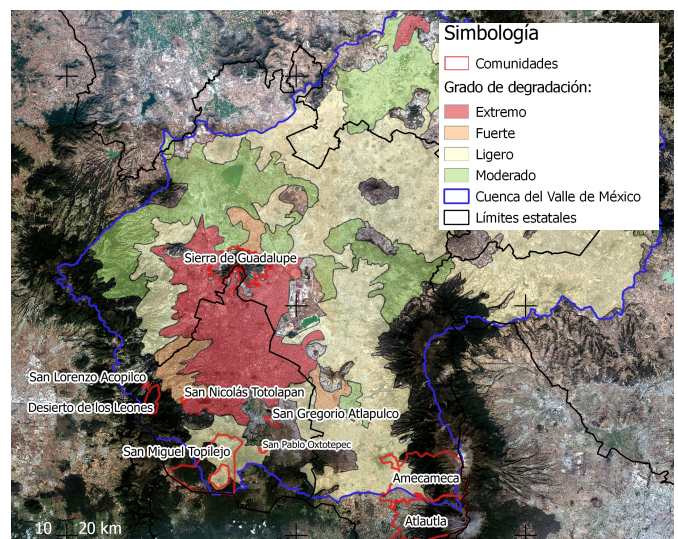 Simbología
Comunidades
Grado de degradación:
Extremo
Fuerte
Ligero
Moderado
Cuenca del Valle de México
Límites estatales
Sierra de Guadalupe
San Lorenzo Acopilco
San Nicolás Totolapan
Desierto de los Leones
San Gregorio Atlapulco
San Miguel Topilejo
San Pablo Oxtotepec
Amecameca
Atlautla
10 20 km